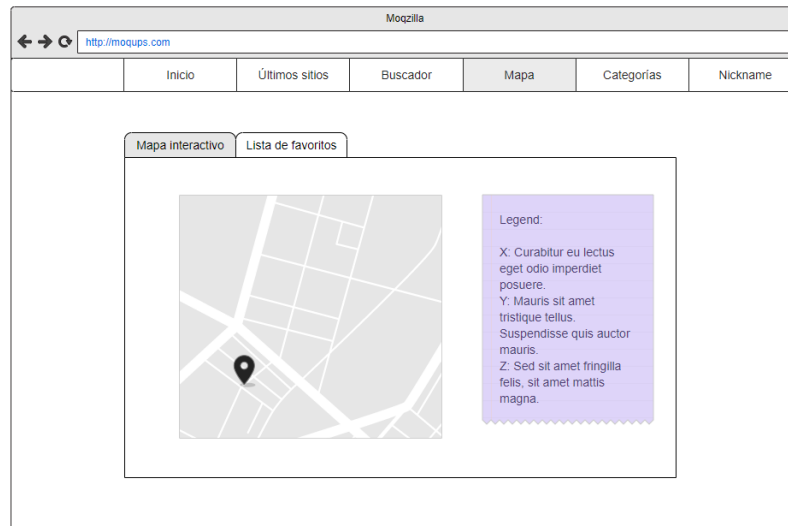 Moqzilla
http://moqups.com
Inicio
Últimos sitios
Buscador
Mapa
Categorías
Nickname
Mapa interactivo
Lista de favoritos
Legend:
X: Curabitur eu lectus
eget odio imperdiet
posuere.
Y: Mauris sit amet
tristique tellus.
Suspendisse quis auctor
mauris.
Z: Sed sit amet fringilla
felis, sit amet mattis
magna.